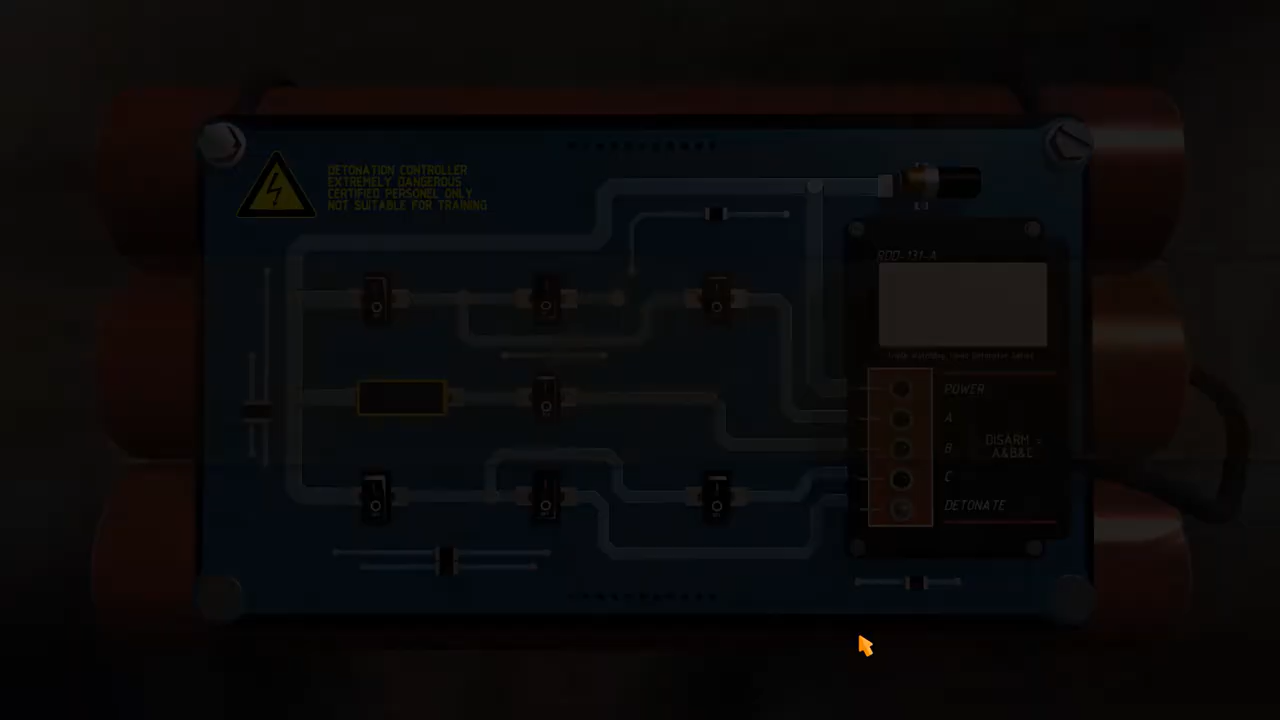 DETONATION CONTROLLER
EXTREMELY DANGEROUS
CERTIFIED PERSONEL ONLY
NOT SUITABLE FOR TRAINING
POWER
A
B
DISARM =
A&B&C
C
DETONATE